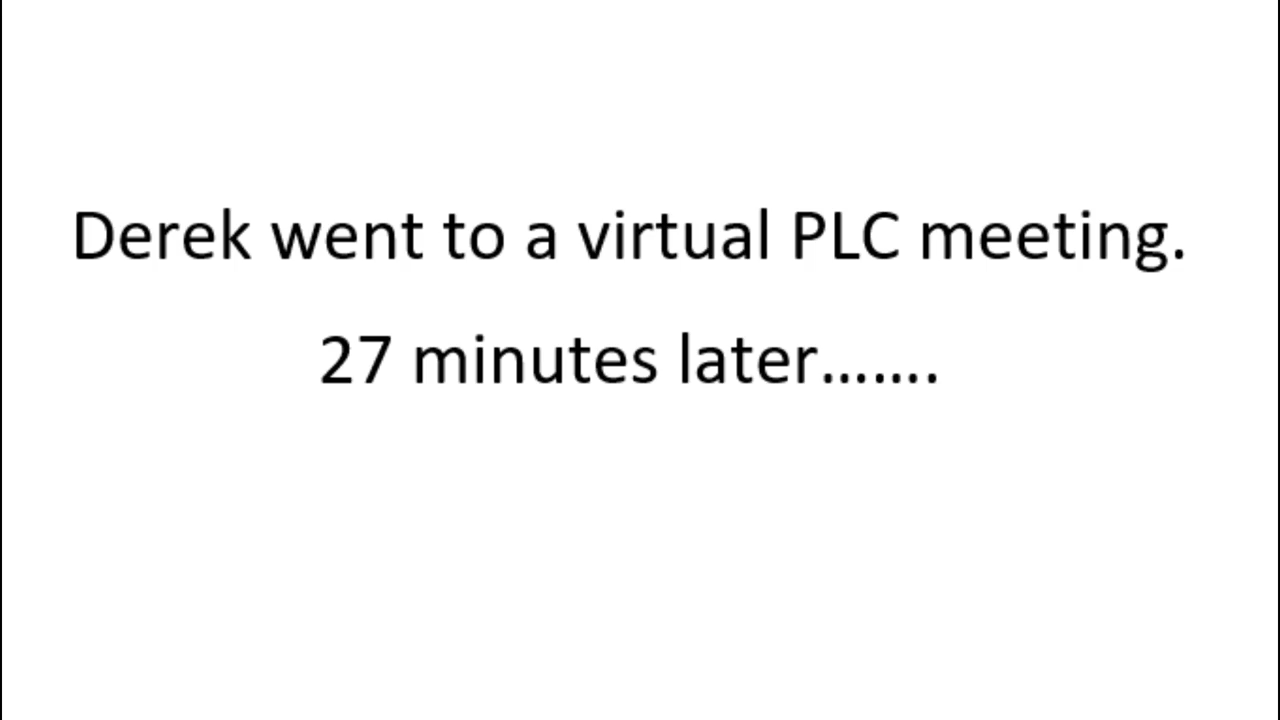 Derek went to a virtual PLC meeting.
27 minutes later.......